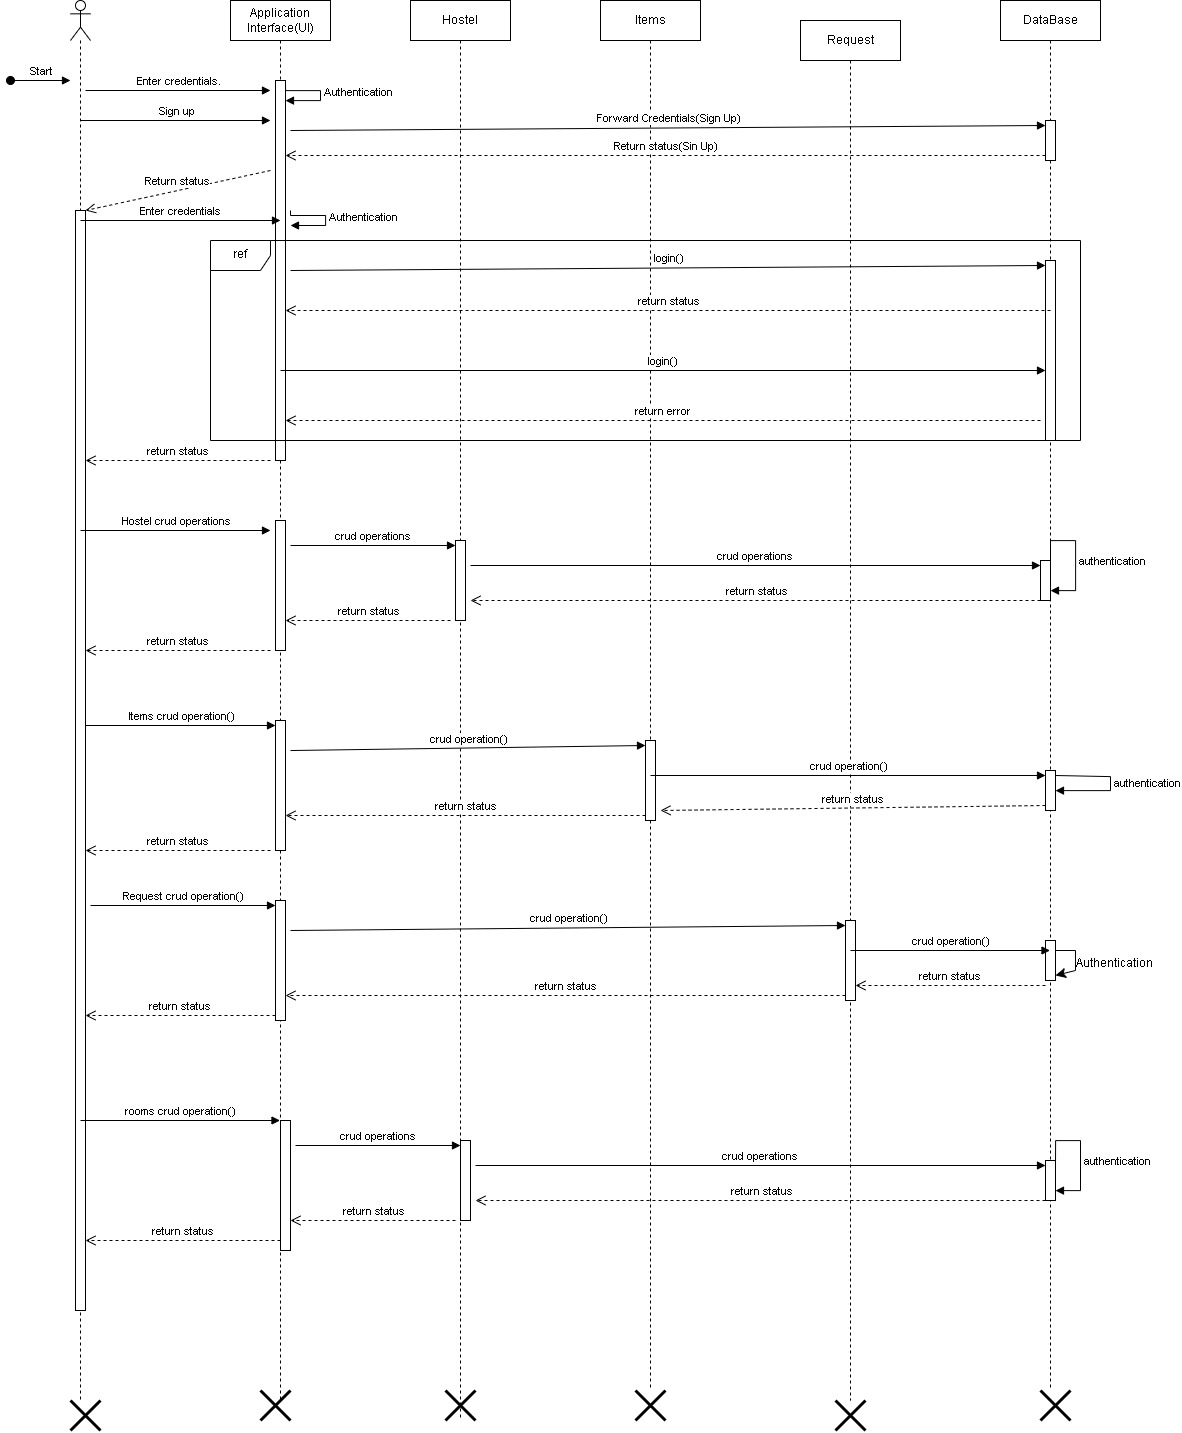 Application
Interface(UI)
Hostel
Items
Request
DataBase
Start
Enter credentials.
Authentication
Sign up
Forward Credentials(Sign Up)
Return status(Sin Up)
Return status
Enter credentials
Authentication
ref
login()
return status
login()
return error
return status
Hostel crud operations
crud operations
crud operations
authentication
return status
return status
return status
Items crud operation()
crud operation()
crud operation()
authentication
return status
return status
return status
Request crud operation()
crud operation()
crud operation()
Authentication
return status
return status
return status
rooms crud operation()
crud operations
crud operations
authentication
return status
return status
return status